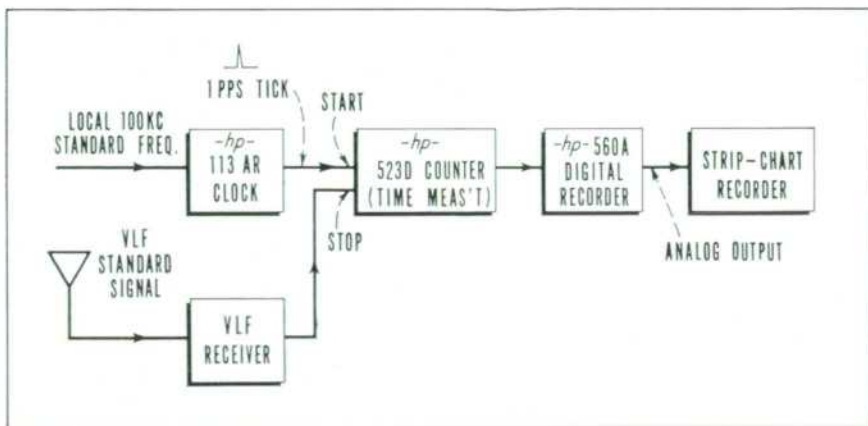 1 PPS TICK
START
LOCAL 100KC
STANDARD FREQ.
-hp-
113 AR
CLOCK
-hp-
523D COUNTER
(TIME MEAS'T)
-hp- 560A
DIGITAL
RECORDER
STRIP-CHART
RECORDER
STOP
ANALOG OUTPUT
VLF
STANDARD
SIGNAL
VLF
RECEIVER